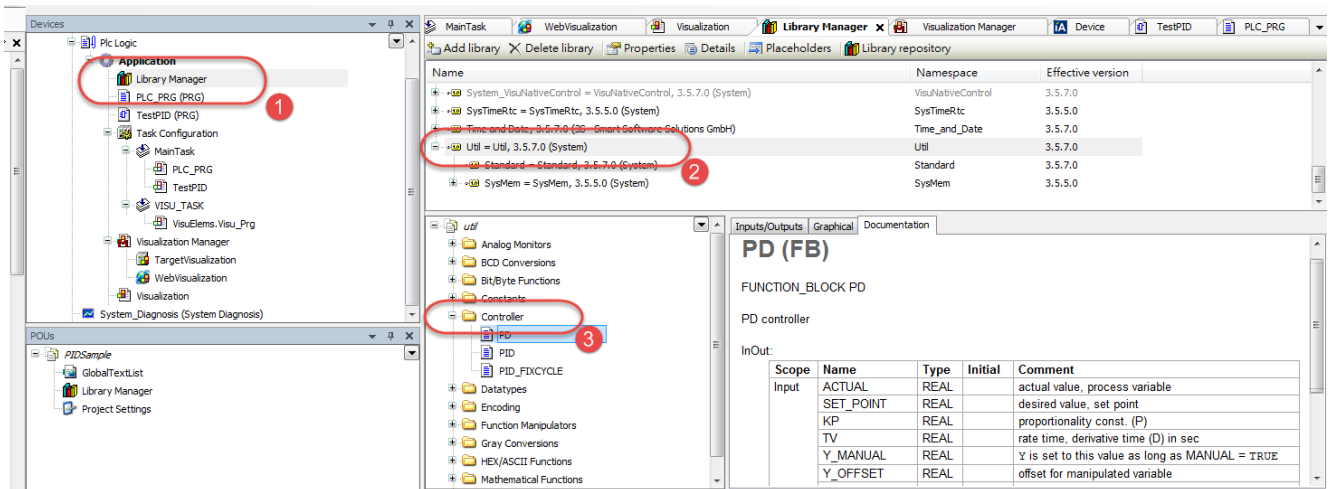 Devices
Plc Logic
Application
Library Manager
PLC_PRG (PRG)
TestPID (PRG)
Task Configuration
MainTask
PLC_PRG
TestPID
VISU_TASK
VisuElems.Visu_Prg
Visualization Manager
TargetVisualization
WebVisualization
Visualization
System_Diagnosis (System Diagnosis)
1
POUs
PIDSample
GlobalTextList
Library Manager
Project Settings
MainTask WebVisualization Visualization Library Manager Visualization Manager Device TestPID PLC_PRG
Add library Delete library Properties Details Placeholders Library repository
Name Namespace Effective version
System_VisuNativeControl = VisuNativeControl, 3.5.7.0 (System) VisuNativeControl 3.5.7.0
SysTimeRtc = SysTimeRtc, 3.5.5.0 (System) SysTimeRtc 3.5.5.0
Time and Date, 3.5.7.0 (3S - Smart Software Solutions GmbH) Time_and_Date 3.5.7.0
Util = Util, 3.5.7.0 (System) Util 3.5.7.0
Standard = Standard, 3.5.7.0 (System) Standard 3.5.7.0
SysMem = SysMem, 3.5.5.0 (System) SysMem 3.5.5.0
2
util
Analog Monitors
BCD Conversions
Bit/Byte Functions
Constants
Controller
PD
PID
PID_FIXCYCLE
Datatypes
Encoding
Function Manipulators
Gray Conversions
HEX/ASCII Functions
Mathematical Functions
3
Inputs/Outputs Graphical Documentation
PD (FB)
FUNCTION_BLOCK PD
PD controller
InOut:
Scope Name Type Initial Comment
Input ACTUAL REAL actual value, process variable
SET_POINT REAL desired value, set point
KP REAL proportionality const. (P)
TV REAL rate time, derivative time (D) in sec
Y_MANUAL REAL Y is set to this value as long as MANUAL = TRUE
Y_OFFSET REAL offset for manipulated variable